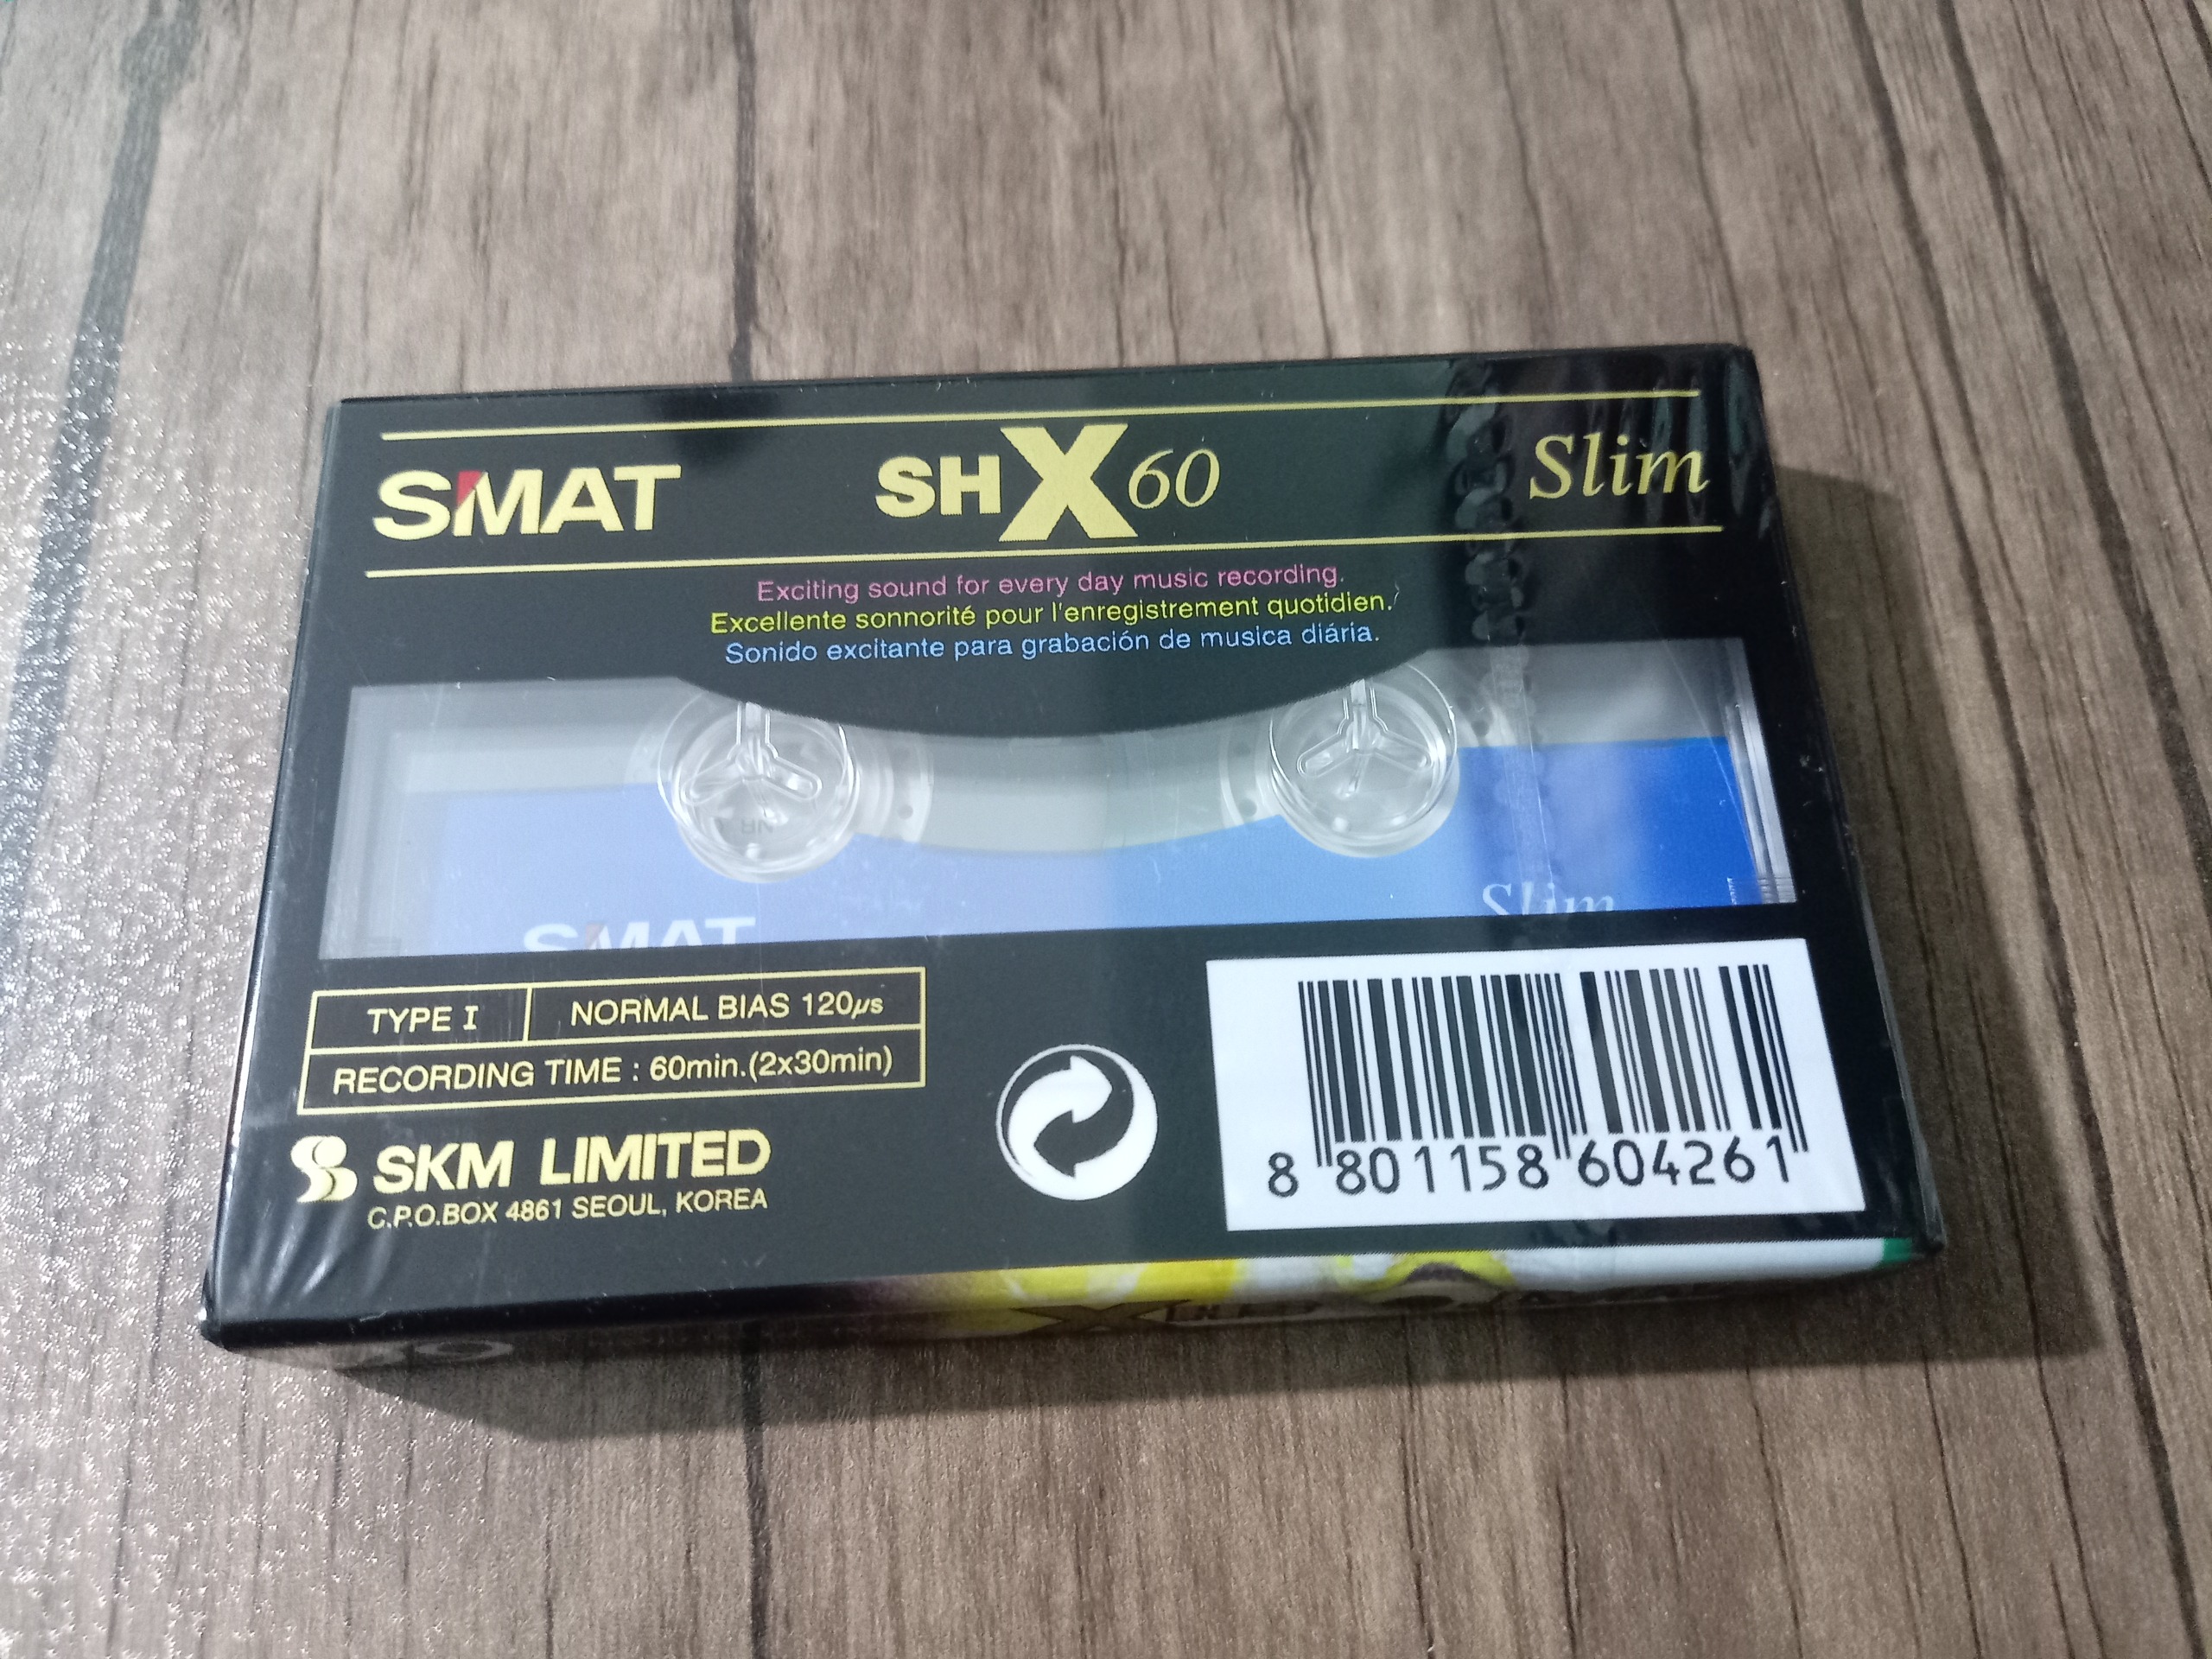 SMAT SHX60 Slim
Exciting sound for every day music recording.
Excellente sonnorité pour l'enregistrement quotidien.
Sonido excitante para grabación de musica diária.
SMAT Slim
TYPE I NORMAL BIAS 120µs
RECORDING TIME : 60min.(2x30min)
SKM LIMITED
C.P.O.BOX 4861 SEOUL, KOREA
8 801158 604261